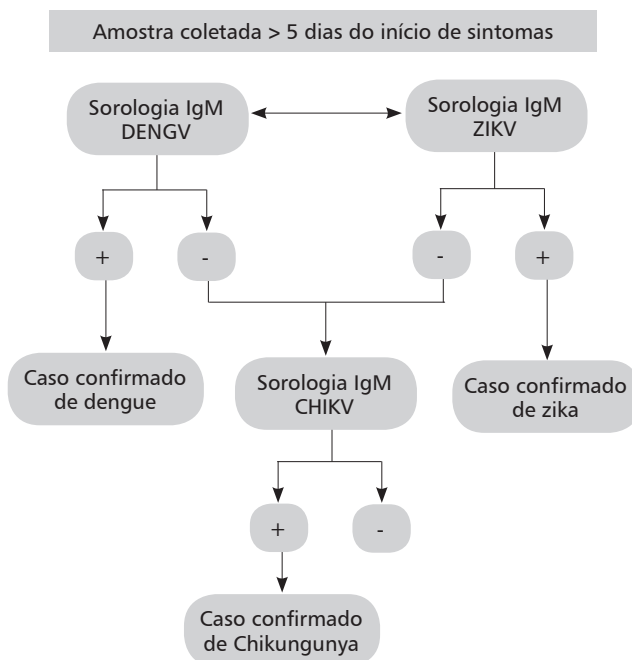 Amostra coletada > 5 dias do início de sintomas
Sorologia IgM
DENGV
Sorologia IgM
ZIKV
+
-
-
+
Caso confirmado
de dengue
Sorologia IgM
CHIKV
Caso confirmado
de zika
+
-
Caso confirmado
de Chikungunya